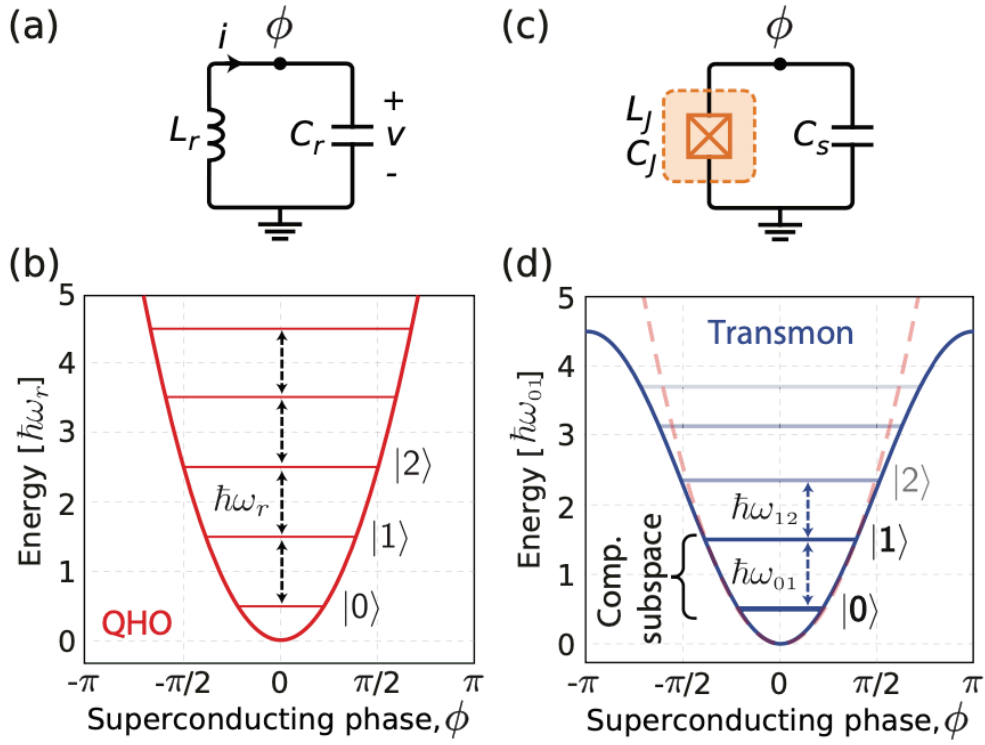 (a)
i
ϕ
L_r
C_r
+
v
-
(c)
ϕ
L_J
C_J
C_s
(b)
5
4
3
2
1
0
Energy [ℏω_r]
ℏω_r
|2⟩
|1⟩
|0⟩
QHO
-π
-π/2
0
π/2
π
Superconducting phase, ϕ
(d)
5
4
3
2
1
0
Energy [ℏω_01]
Transmon
|2⟩
ℏω_12
|1⟩
ℏω_01
|0⟩
Comp.
subspace
-π
-π/2
0
π/2
π
Superconducting phase, ϕ